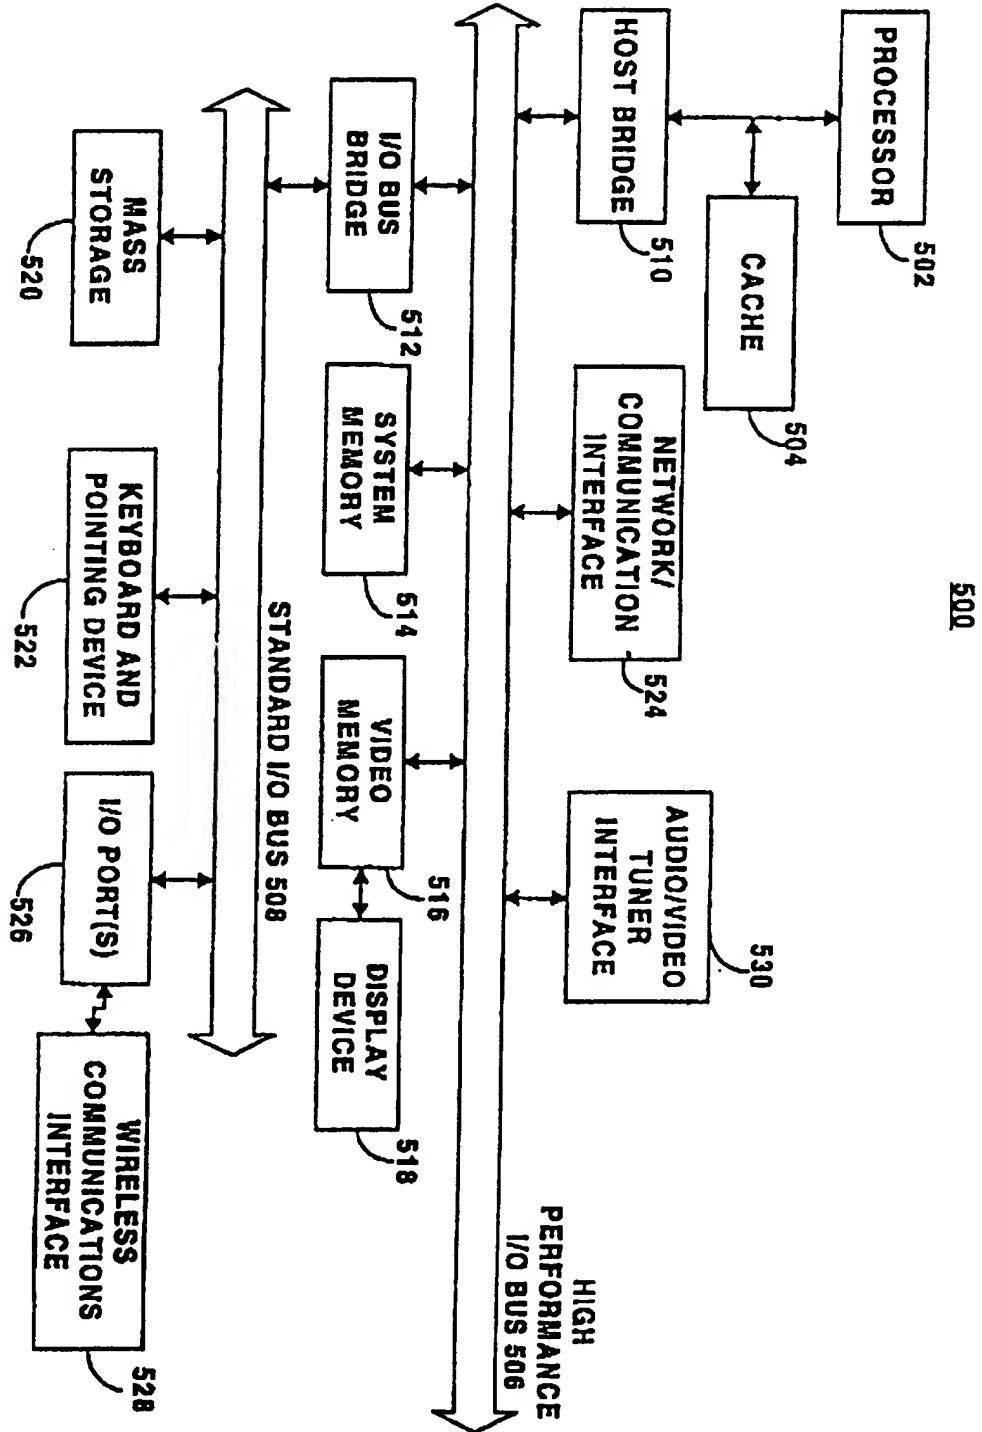 500
PROCESSOR
502
CACHE
504
HOST BRIDGE
510
NETWORK/
COMMUNICATION
INTERFACE
524
AUDIO/VIDEO
TUNER
INTERFACE
530
HIGH
PERFORMANCE
I/O BUS 506
I/O BUS
BRIDGE
512
SYSTEM
MEMORY
514
VIDEO
MEMORY
516
DISPLAY
DEVICE
518
STANDARD I/O BUS 508
MASS
STORAGE
520
KEYBOARD AND
POINTING DEVICE
522
I/O PORT(S)
526
WIRELESS
COMMUNICATIONS
INTERFACE
528